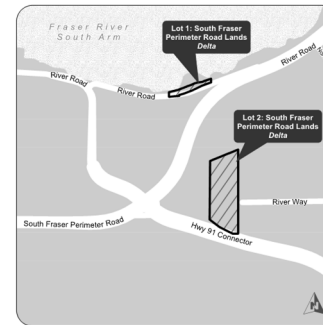 Fraser River
South Arm
Lot 1: South Fraser
Perimeter Road Lands
Delta
River Road
River Road
River Road
Lot 2: South Fraser
Perimeter Road Lands
Delta
River Way
South Fraser Perimeter Road
Hwy 91 Connector
N